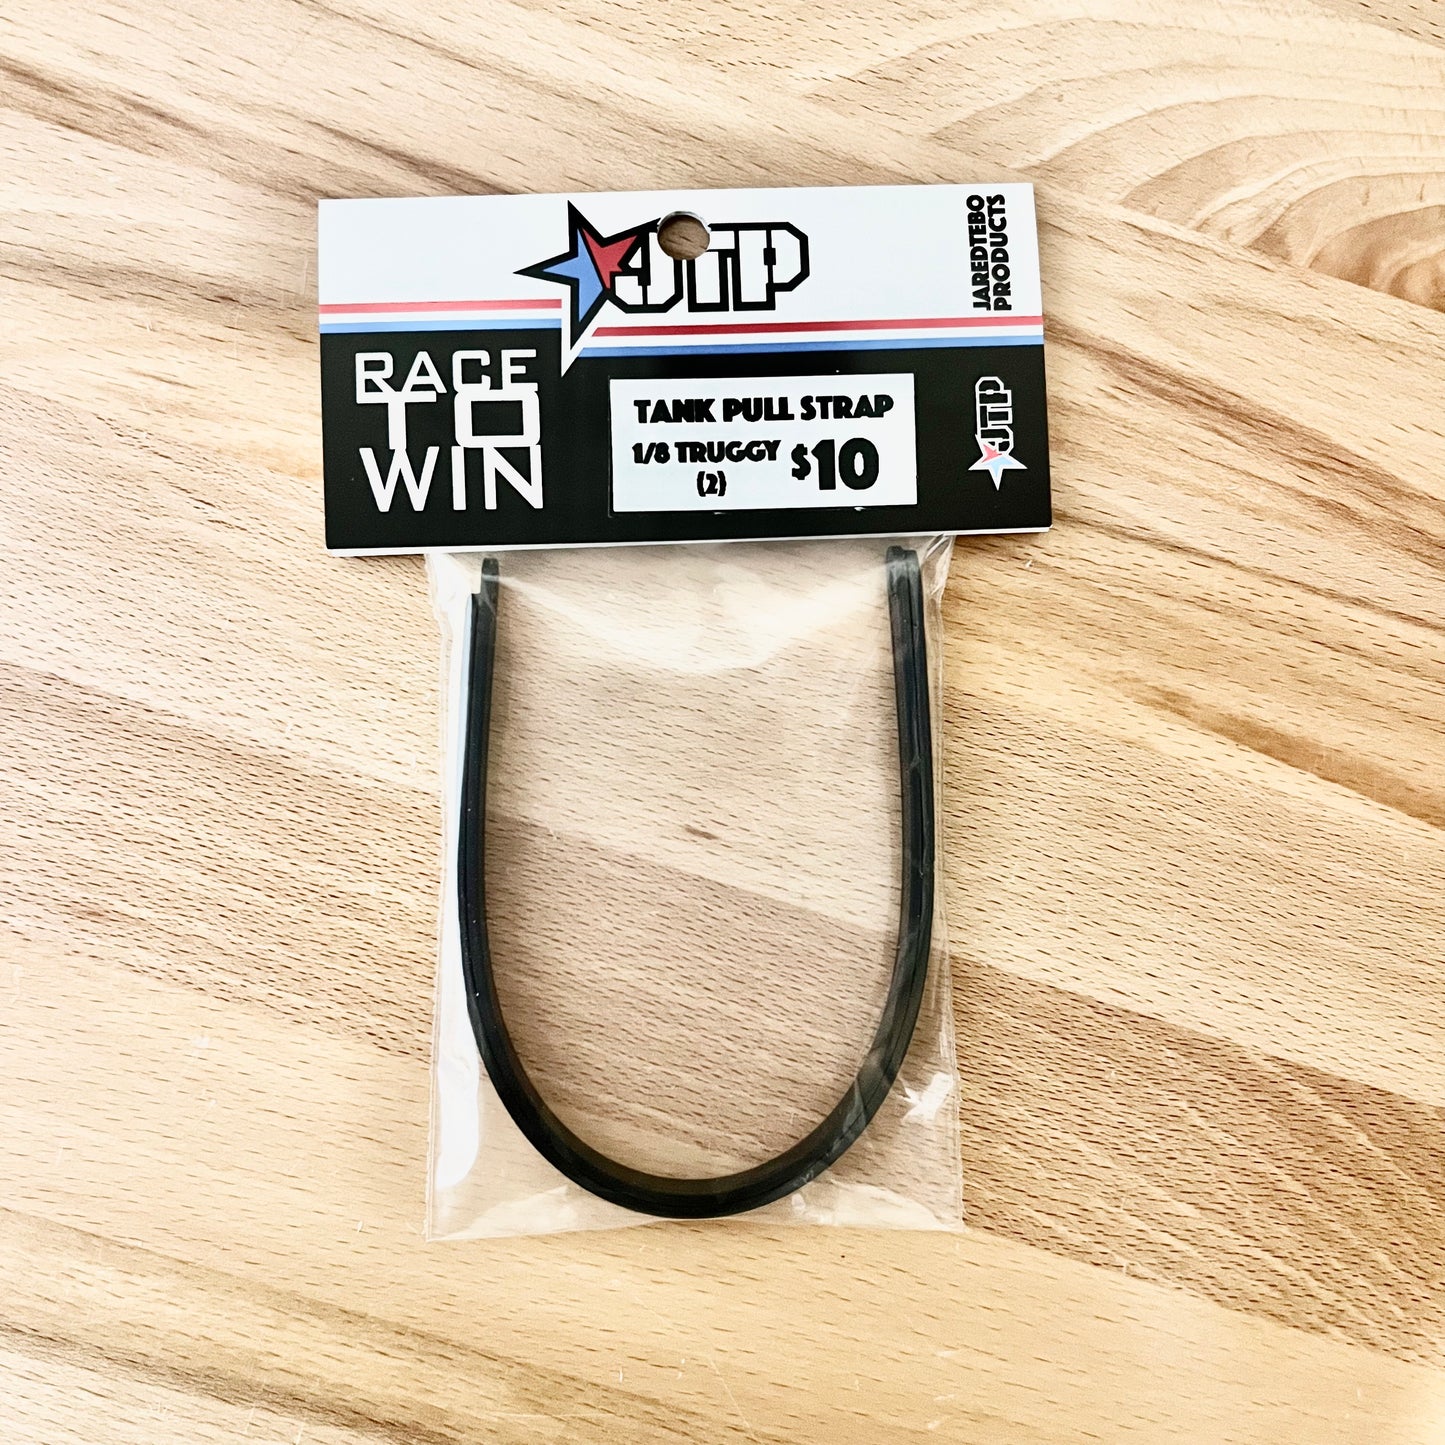 JTP
JAREDTEBO
PRODUCTS
RACE
TO
WIN
TANK PULL STRAP
1/8 TRUGGY
(2)
$10
JTP